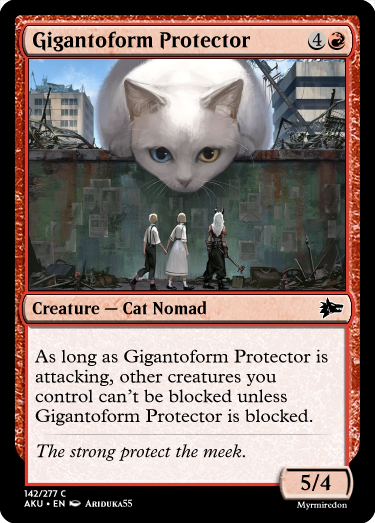 Gigantoform Protector 4
Creature — Cat Nomad
As long as Gigantoform Protector is
attacking, other creatures you
control can't be blocked unless
Gigantoform Protector is blocked.
The strong protect the meek.
5/4
142/277 C
AKU • EN Ariduka55
Myrmiredon